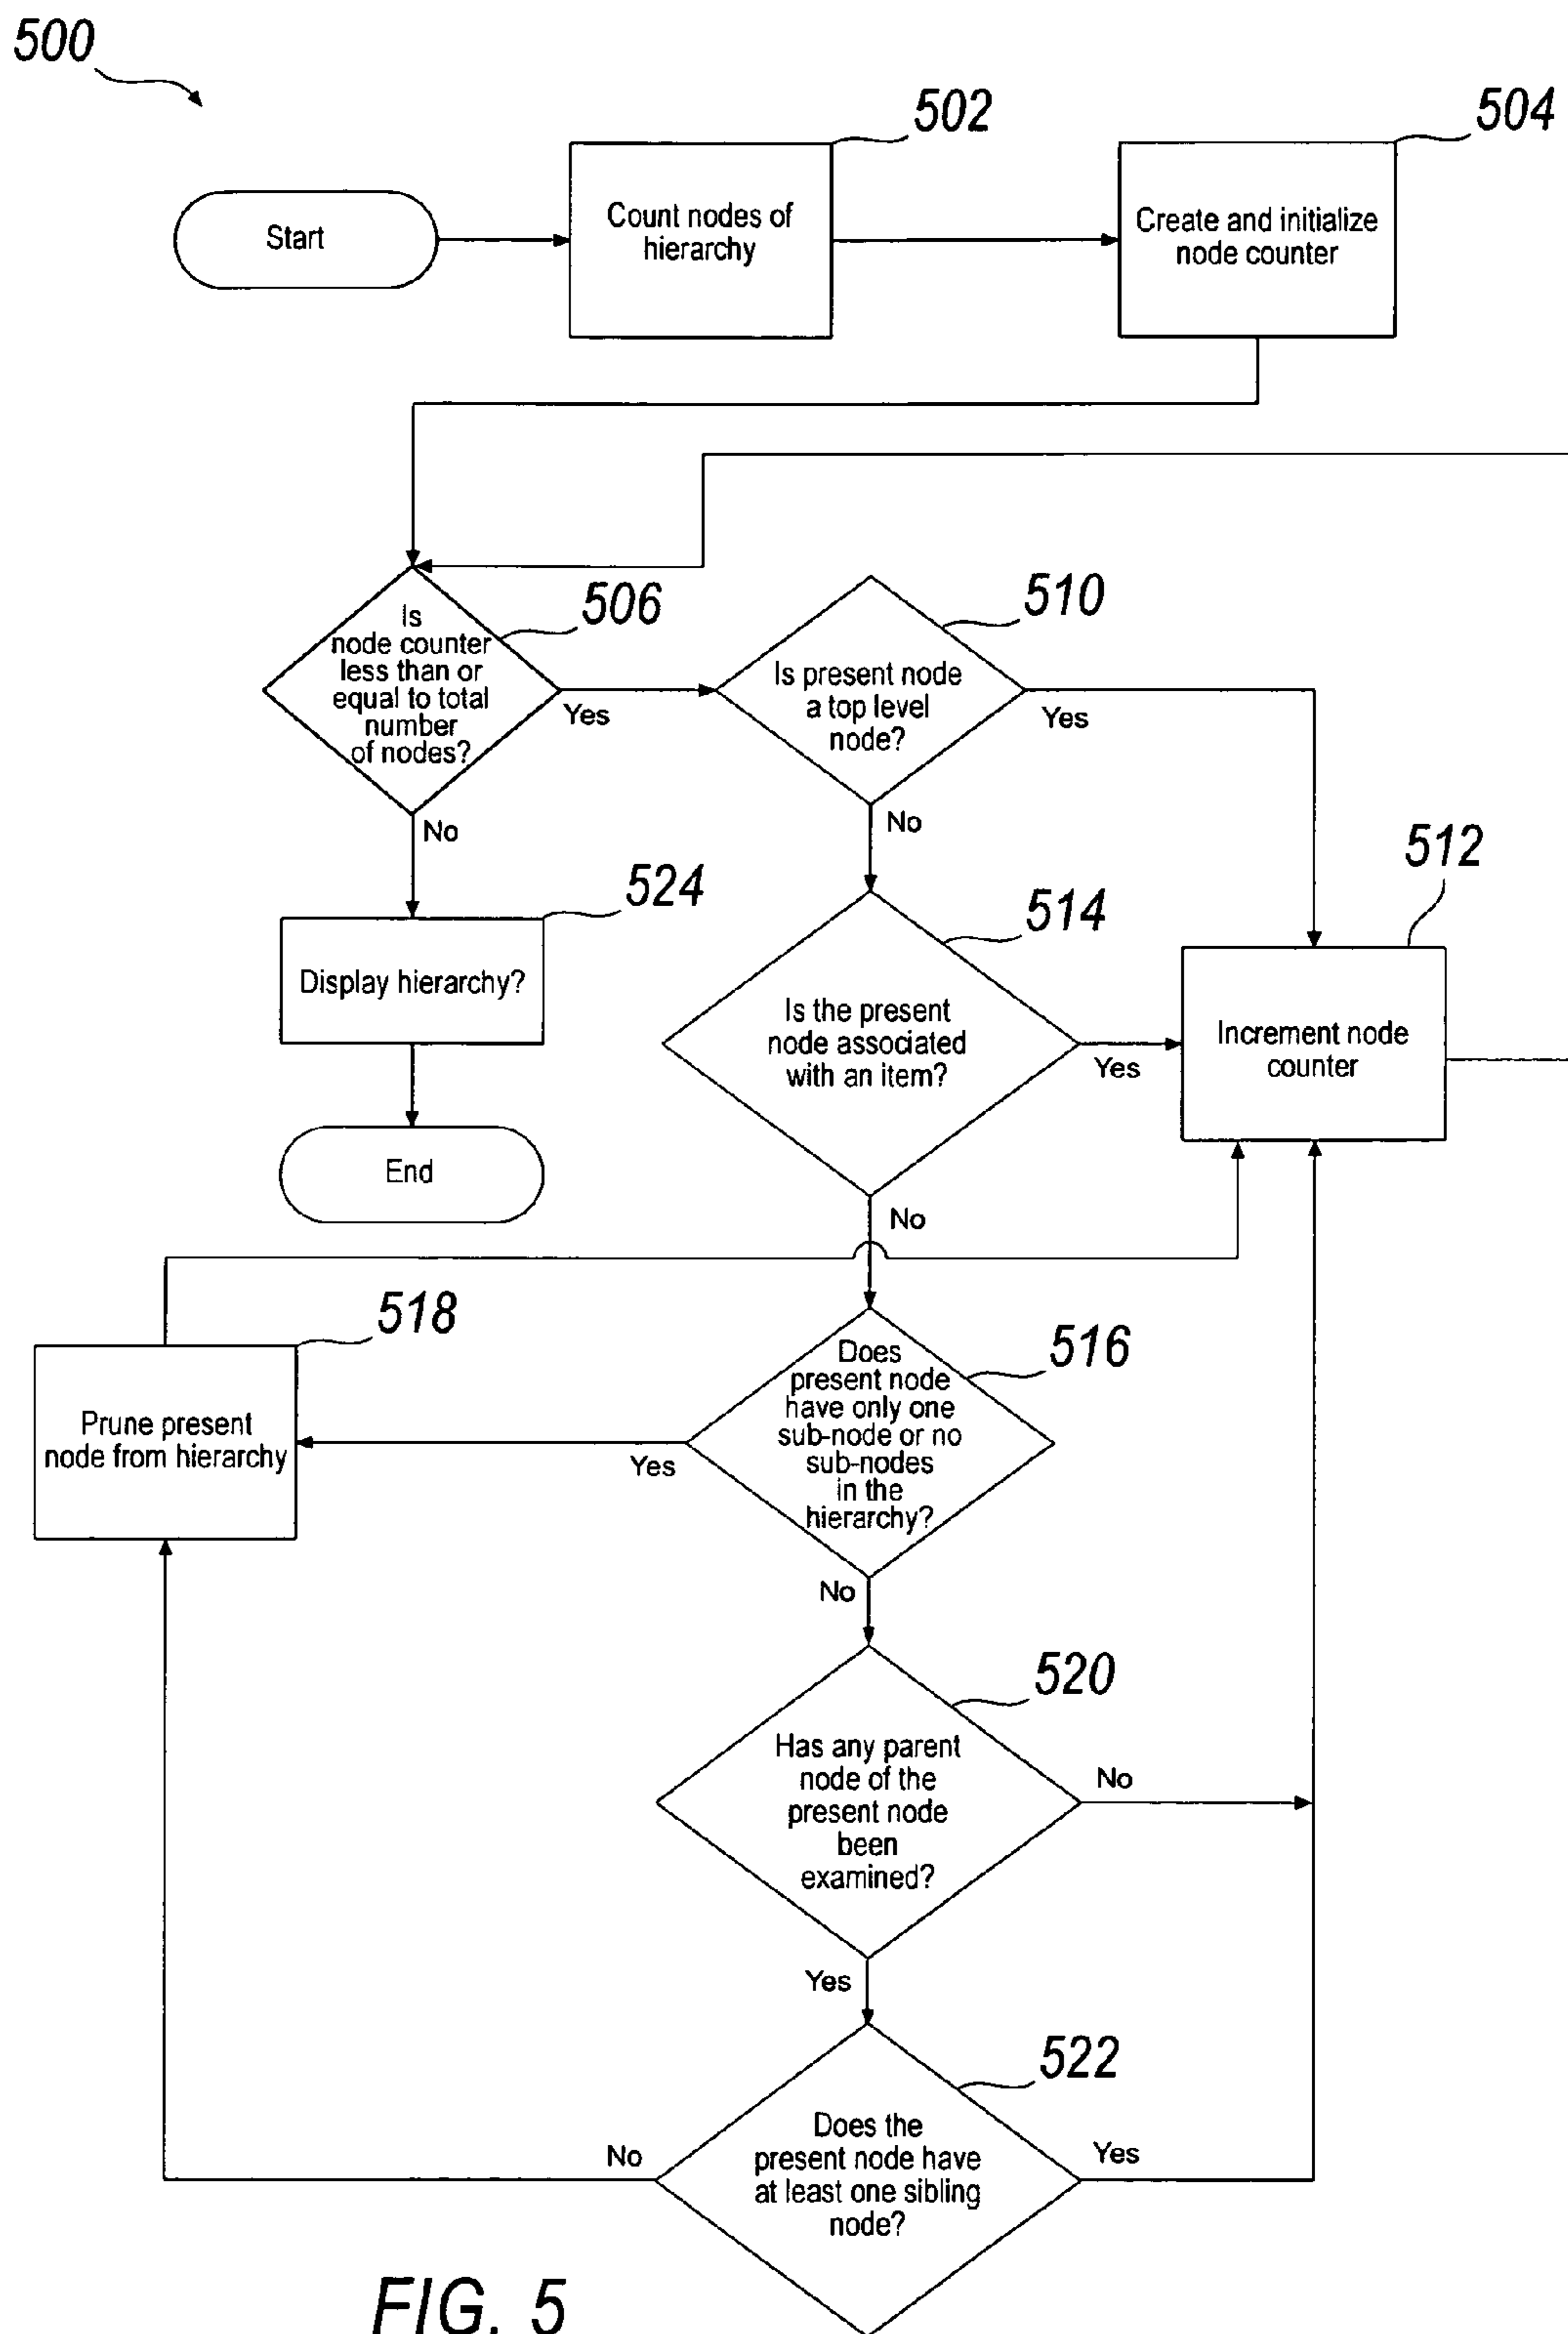 500
502
504
Start
Count nodes of
hierarchy
Create and initialize
node counter
506
510
Is
node counter
less than or
equal to total
number
of nodes?
Yes
Is present node
a top level
node?
Yes
No
No
512
524
514
Display hierarchy?
Is the present
node associated
with an item?
Yes
Increment node
counter
End
No
518
516
Prune present
node from hierarchy
Does
present node
have only one
sub-node or no
sub-nodes
in the
hierarchy?
Yes
No
520
Has any parent
node of the
present node
been
examined?
No
Yes
522
Does the
present node have
at least one sibling
node?
No
Yes
FIG. 5